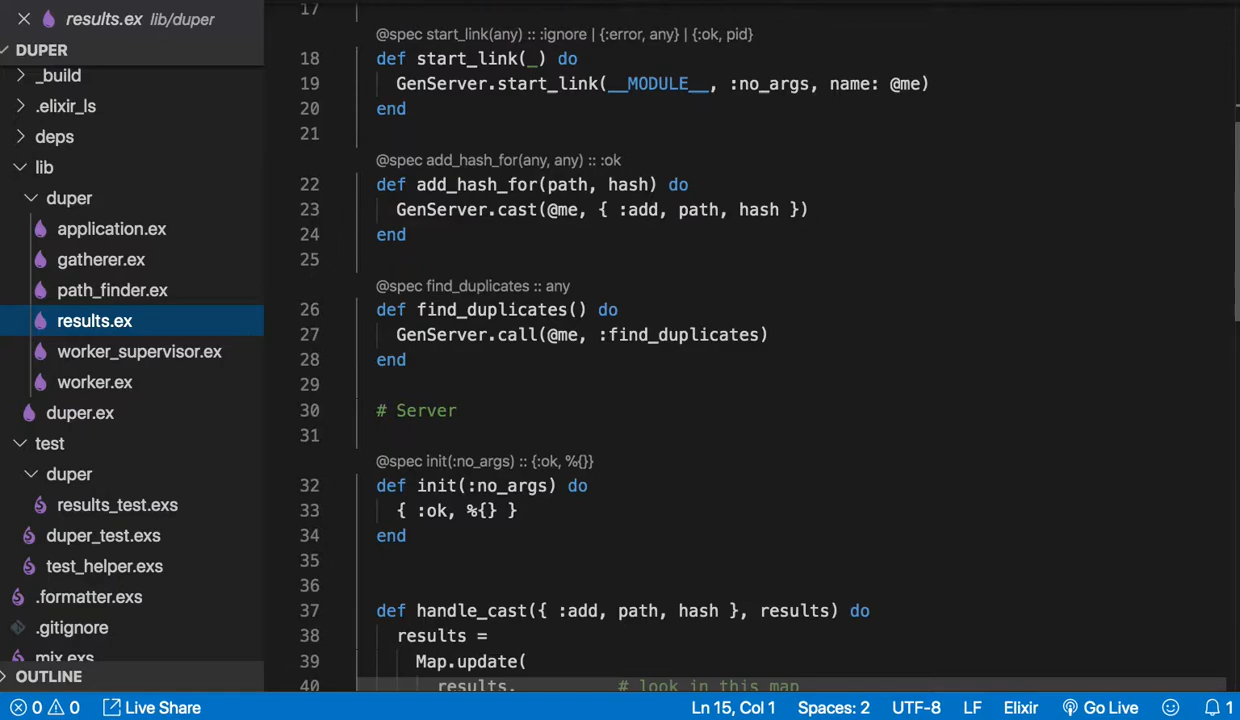 results.ex lib/duper
DUPER
_build
.elixir_ls
deps
lib
duper
application.ex
gatherer.ex
path_finder.ex
results.ex
worker_supervisor.ex
worker.ex
duper.ex
test
duper
results_test.exs
duper_test.exs
test_helper.exs
.formatter.exs
.gitignore
mix.exs
OUTLINE
17
@spec start_link(any) :: :ignore | {:error, any} | {:ok, pid}
18 def start_link(_) do
19 GenServer.start_link(__MODULE__, :no_args, name: @me)
20 end
21
@spec add_hash_for(any, any) :: :ok
22 def add_hash_for(path, hash) do
23 GenServer.cast(@me, { :add, path, hash })
24 end
25
@spec find_duplicates :: any
26 def find_duplicates() do
27 GenServer.call(@me, :find_duplicates)
28 end
29
30 # Server
31
@spec init(:no_args) :: {:ok, %{}}
32 def init(:no_args) do
33 { :ok, %{} }
34 end
35
36
37 def handle_cast({ :add, path, hash }, results) do
38 results =
39 Map.update(
40 results, # look in this map
0 0 Live Share Ln 15, Col 1 Spaces: 2 UTF-8 LF Elixir Go Live 1